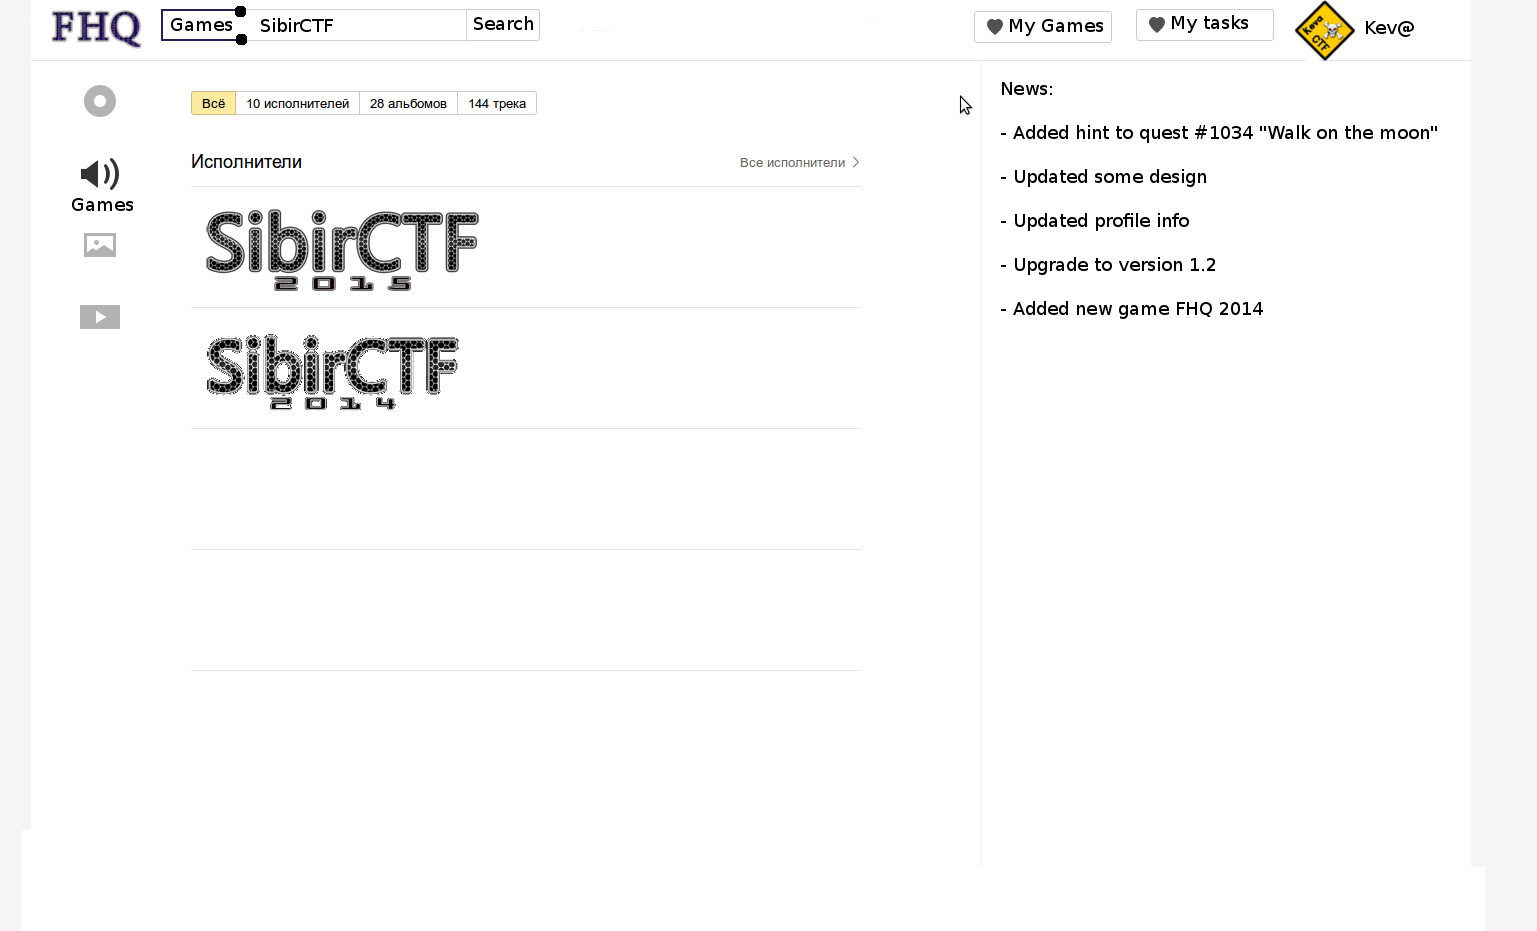 FHQ
Games SibirCTF Search
My Games
My tasks
Keva CTF
Kev@
Games
Всё 10 исполнителей 28 альбомов 144 трека
Исполнители
Все исполнители
SibirCTF
2015
SibirCTF
2014
News:
- Added hint to quest #1034 "Walk on the moon"
- Updated some design
- Updated profile info
- Upgrade to version 1.2
- Added new game FHQ 2014